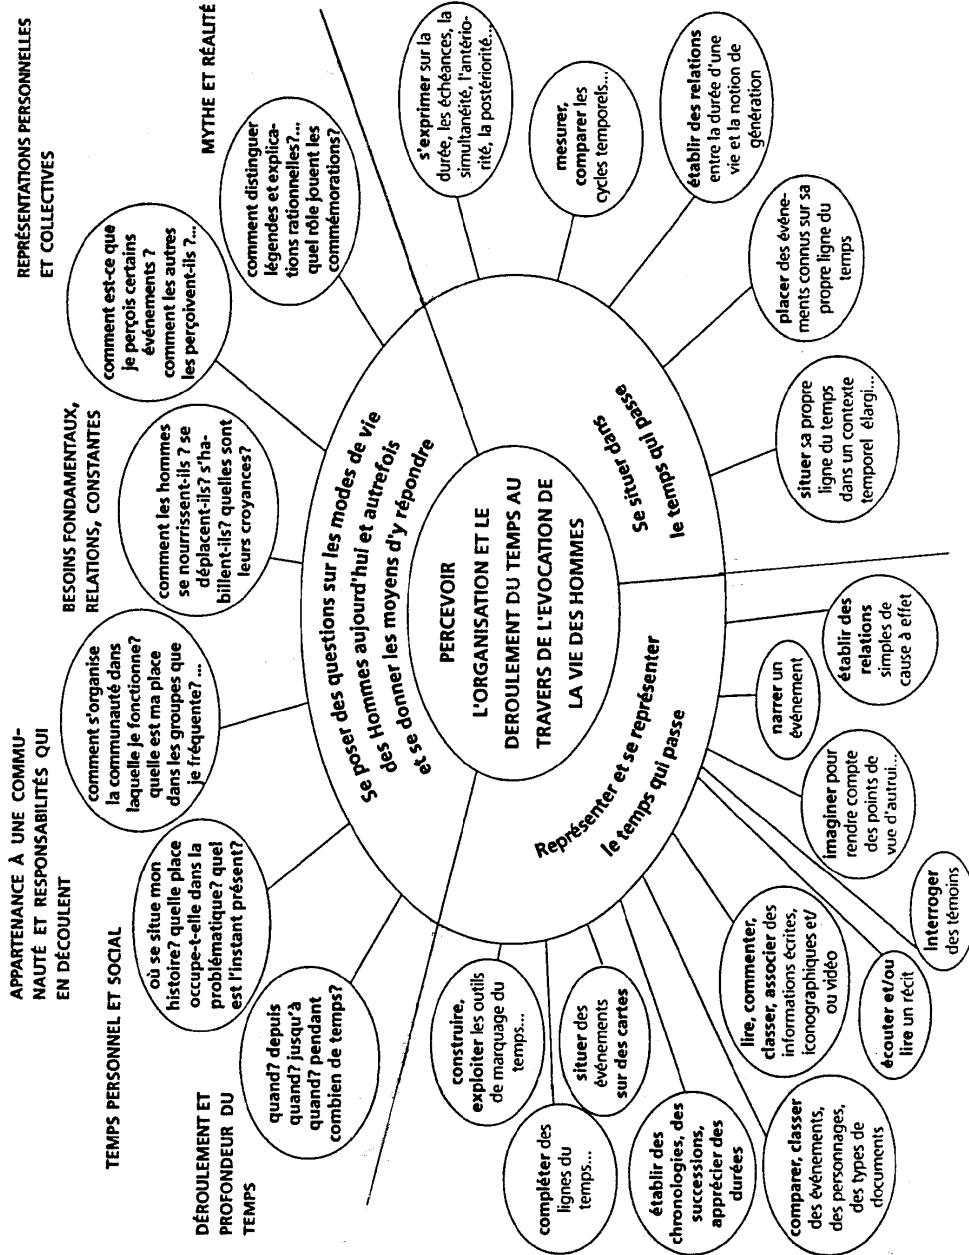 DÉROULEMENT ET
PROFONDEUR DU
TEMPS
TEMPS PERSONNEL ET SOCIAL
APPARTENANCE À UNE COMMU-
NAUTÉ ET RESPONSABILITÉS QUI
EN DÉCOULENT
BESOINS FONDAMENTAUX,
RELATIONS, CONSTANTES
REPRÉSENTATIONS PERSONNELLES
ET COLLECTIVES
MYTHE ET RÉALITÉ
quand? depuis
quand? jusqu'à
quand? pendant
combien de temps?
où se situe mon
histoire? quelle place
occupe-t-elle dans la
problématique? quel
est l'instant présent?
comment s'organise
la communauté dans
laquelle je fonctionne?
quelle est ma place
dans les groupes que
je fréquente? ...
comment les hommes
se nourrissent-ils ? se
déplacent-ils? s'ha-
billent-ils? quelles sont
leurs croyances?
comment est-ce que
je perçois certains
événements ?
comment les autres
les perçoivent-ils ?...
comment distinguer
légendes et explica-
tions rationnelles?...
quel rôle jouent les
commémorations?
Se poser des questions sur les modes de vie
des Hommes aujourd'hui et autrefois
et se donner les moyens d'y répondre
PERCEVOIR
L'ORGANISATION ET LE
DEROULEMENT DU TEMPS AU
TRAVERS DE L'EVOCATION DE
LA VIE DES HOMMES
Représenter et se représenter
le temps qui passe
Se situer dans
le temps qui passe
s'exprimer sur la
durée, les échéances, la
simultanéité, l'antério-
rité, la postériorité...
mesurer,
comparer les
cycles temporels...
établir des relations
entre la durée d'une
vie et la notion de
génération
placer des événe-
ments connus sur sa
propre ligne du
temps
situer sa propre
ligne du temps
dans un contexte
temporel élargi...
construire,
exploiter les outils
de marquage du
temps...
compléter des
lignes du
temps...
situer des
événements
sur des cartes
établir des
chronologies, des
successions,
apprécier des
durées
comparer, classer
des événements,
des personnages,
des types de
documents
lire, commenter,
classer, associer des
informations écrites,
iconographiques et/
ou vidéo
écouter et/ou
lire un récit
Interroger
des témoins
imaginer pour
rendre compte
des points de
vue d'autrui...
narrer un
événement
établir des
relations
simples de
cause à effet